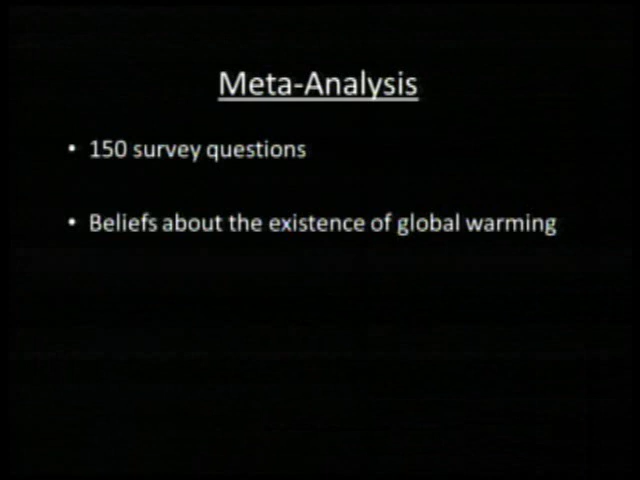 Meta-Analysis
• 150 survey questions
• Beliefs about the existence of global warming